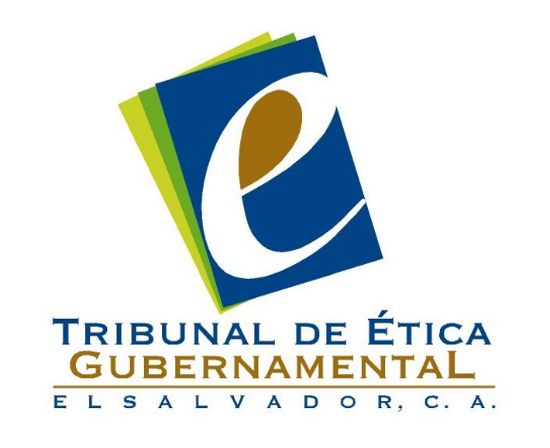 e
TRIBUNAL DE ÉTICA
GUBERNAMENTAL
EL SALVADOR, C. A.